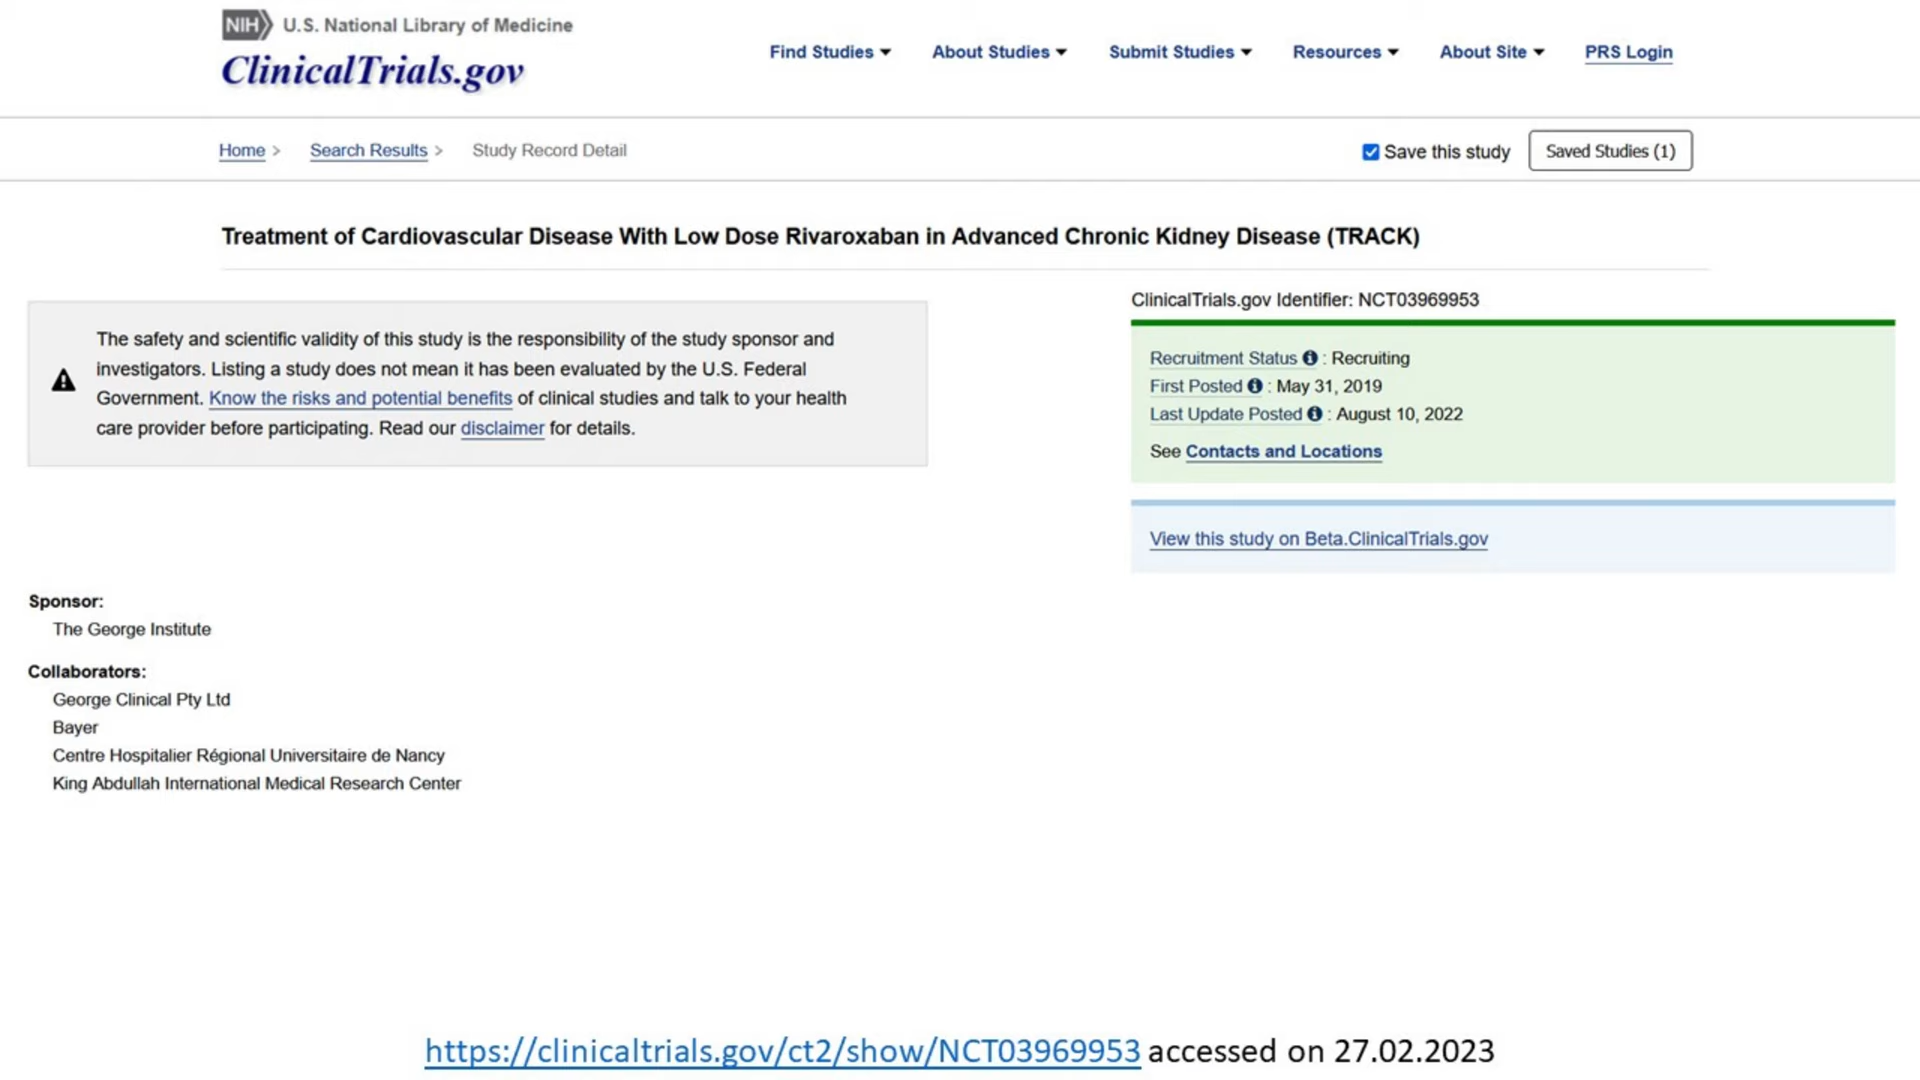 NIH U.S. National Library of Medicine
ClinicalTrials.gov
Find Studies About Studies Submit Studies Resources About Site PRS Login
Home > Search Results > Study Record Detail
Save this study Saved Studies (1)
Treatment of Cardiovascular Disease With Low Dose Rivaroxaban in Advanced Chronic Kidney Disease (TRACK)
The safety and scientific validity of this study is the responsibility of the study sponsor and
investigators. Listing a study does not mean it has been evaluated by the U.S. Federal
Government. Know the risks and potential benefits of clinical studies and talk to your health
care provider before participating. Read our disclaimer for details.
ClinicalTrials.gov Identifier: NCT03969953
Recruitment Status : Recruiting
First Posted : May 31, 2019
Last Update Posted : August 10, 2022
See Contacts and Locations
View this study on Beta.ClinicalTrials.gov
Sponsor:
The George Institute
Collaborators:
George Clinical Pty Ltd
Bayer
Centre Hospitalier Régional Universitaire de Nancy
King Abdullah International Medical Research Center
https://clinicaltrials.gov/ct2/show/NCT03969953 accessed on 27.02.2023